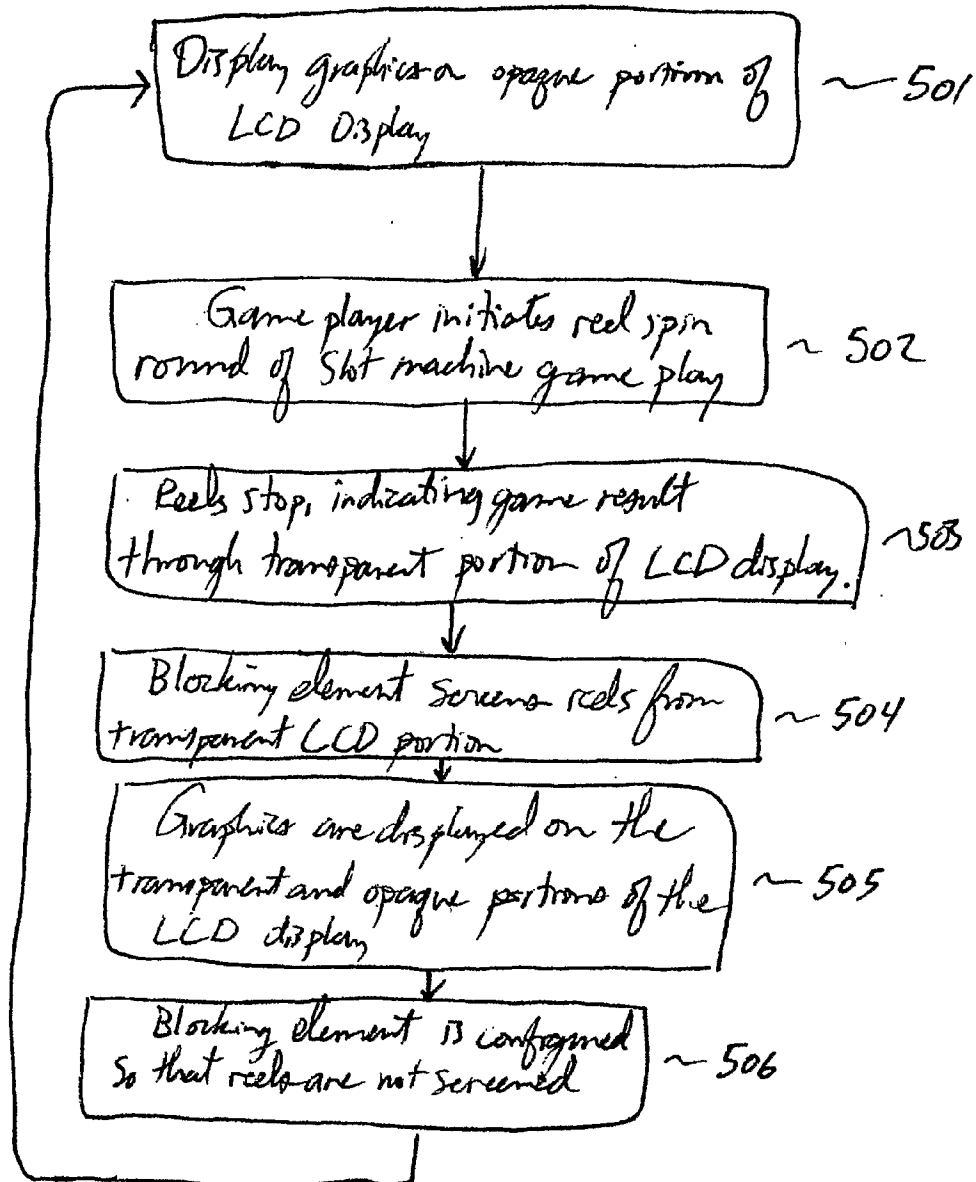 Display graphics on opaque portion of
LCD Display
~ 501
Game player initiates reel spin
round of Slot machine game play
~ 502
Reels stop, indicating game result
through transparent portion of LCD display.
~ 503
Blocking element screens reels from
transparent LCD portion
~ 504
Graphics are displayed on the
transparent and opaque portions of the
LCD display
~ 505
Blocking element is configured
So that reels are not screened
~ 506